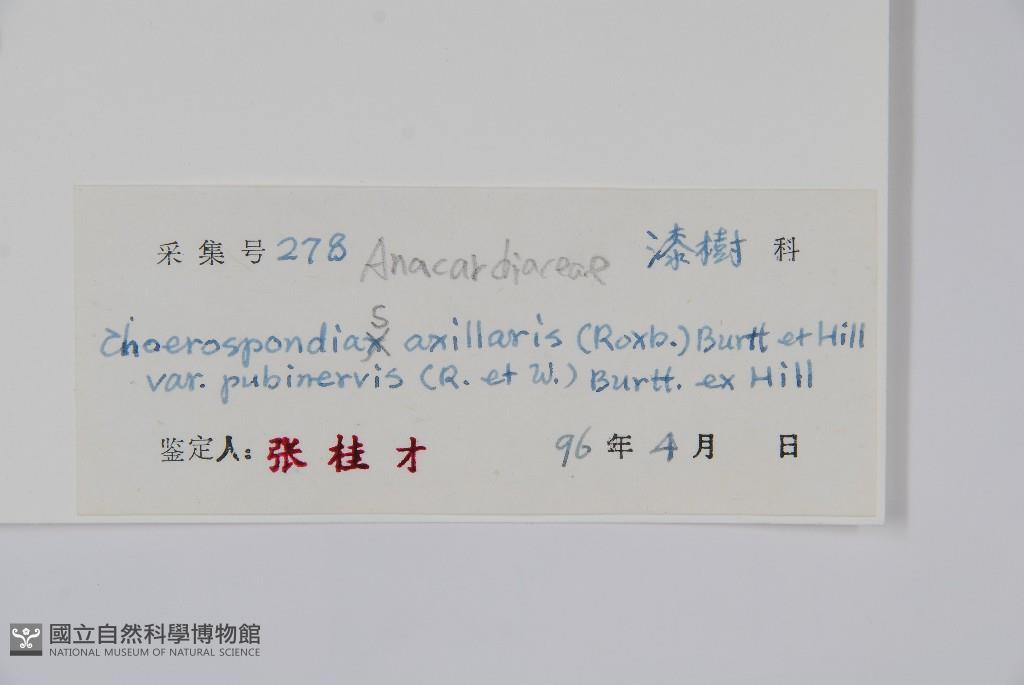 采集号 278 Anacardiaceae 漆樹 科
Choerospondias axillaris (Roxb.) Burtt et Hill
var. pubinervis (R. et W.) Burtt. ex Hill
鉴定人: 张桂才 96 年 4 月 日
國立自然科學博物館
NATIONAL MUSEUM OF NATURAL SCIENCE